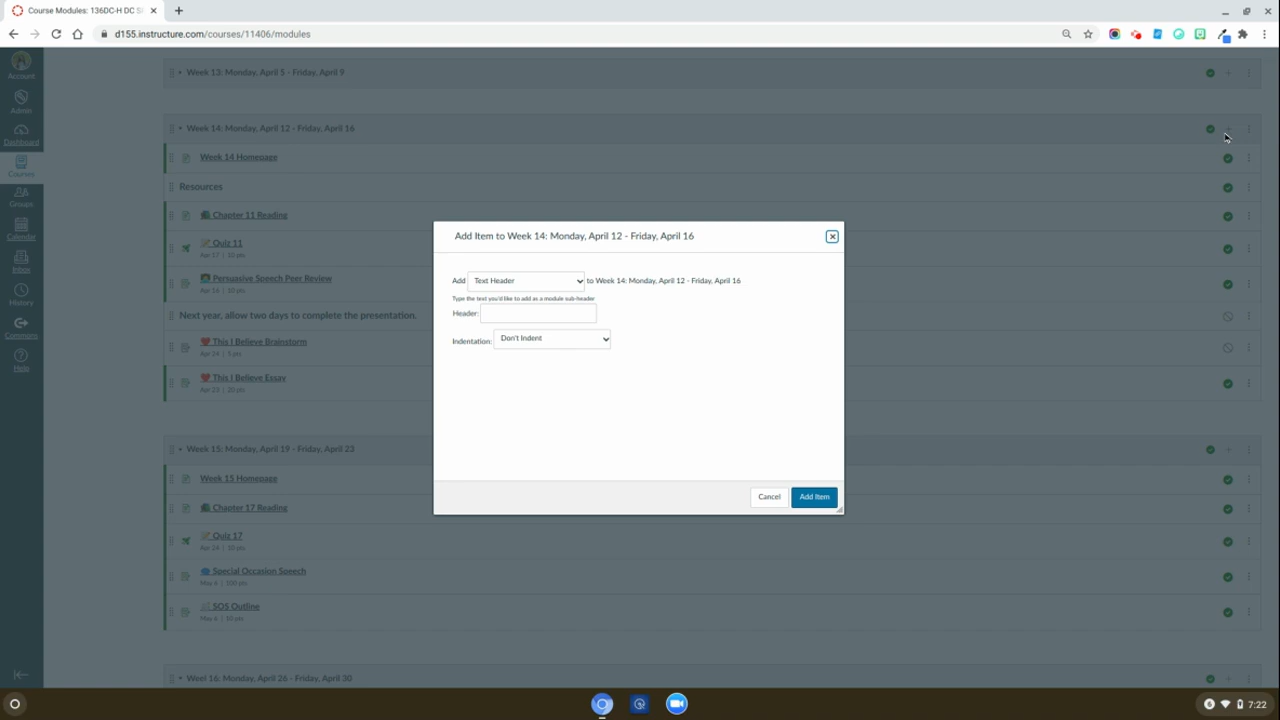 Course Modules: 136DC-H DC S
d155.instructure.com/courses/11406/modules
Account
Admin
Dashboard
Courses
Groups
Calendar
Inbox
History
Commons
Help
Week 13: Monday, April 5 - Friday, April 9
Week 14: Monday, April 12 - Friday, April 16
Week 14 Homepage
Resources
Chapter 11 Reading
Quiz 11
Apr 17 | 10 pts
Persuasive Speech Peer Review
Apr 16 | 10 pts
Next year, allow two days to complete the presentation.
This I Believe Brainstorm
Apr 24 | 5 pts
This I Believe Essay
Apr 23 | 20 pts
Add Item to Week 14: Monday, April 12 - Friday, April 16
Add Text Header to Week 14: Monday, April 12 - Friday, April 16
Type the text you'd like to add as a module sub-header
Header:
Indentation: Don't Indent
Cancel Add Item
Week 15: Monday, April 19 - Friday, April 23
Week 15 Homepage
Chapter 17 Reading
Quiz 17
Apr 24 | 10 pts
Special Occasion Speech
May 6 | 100 pts
SOS Outline
May 6 | 10 pts
Weel 16: Monday, April 26 - Friday, April 30
7:22